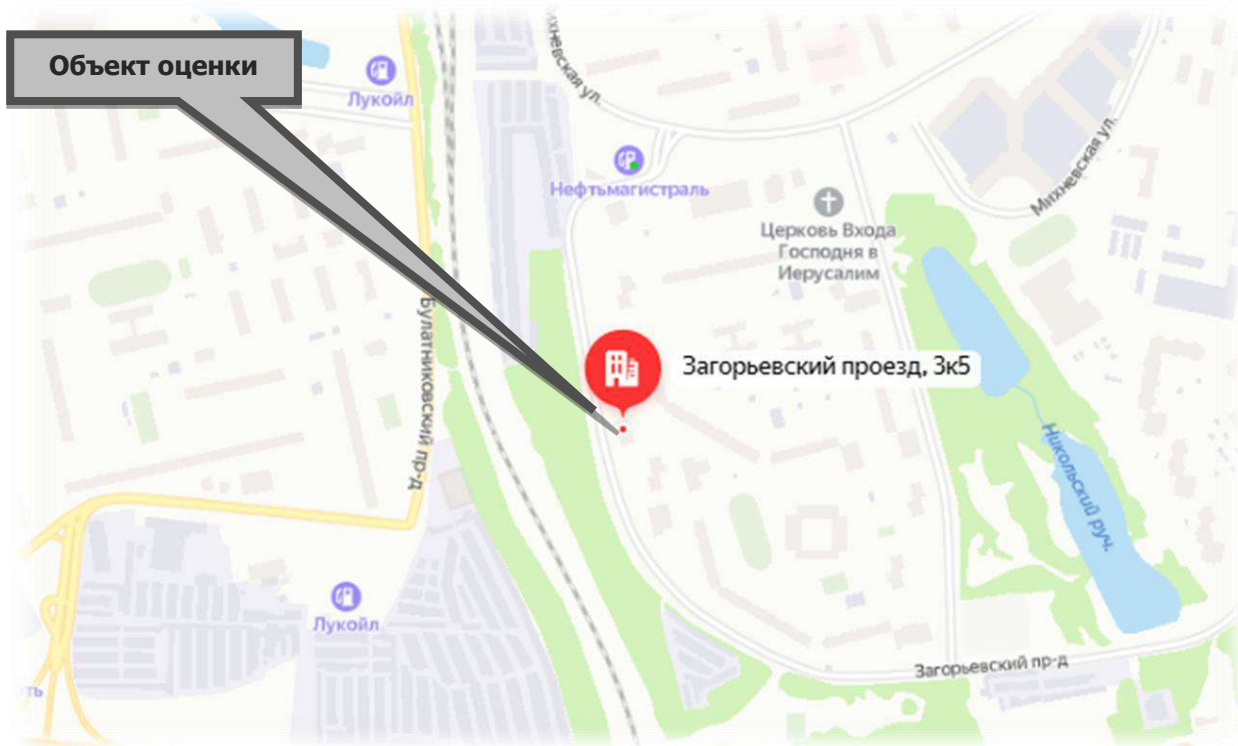 Объект оценки
Лукойл
Михневская ул.
Нефтьмагистраль
Церковь Входа
Господня в
Иерусалим
Михневская ул.
Булатниковский пр-д
Загорьевский проезд, 3к5
Никольский руч.
Лукойл
Загорьевский пр-д
ть